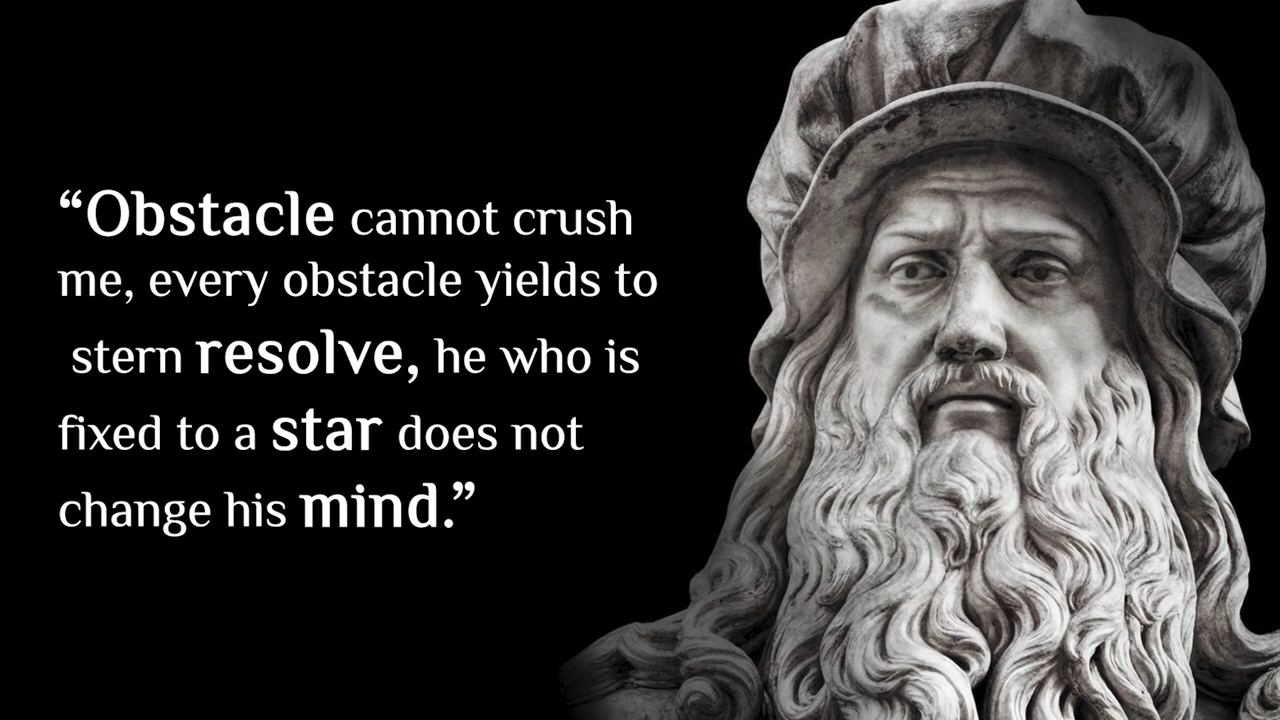 “Obstacle cannot crush
me, every obstacle yields to
stern resolve, he who is
fixed to a star does not
change his mind.”